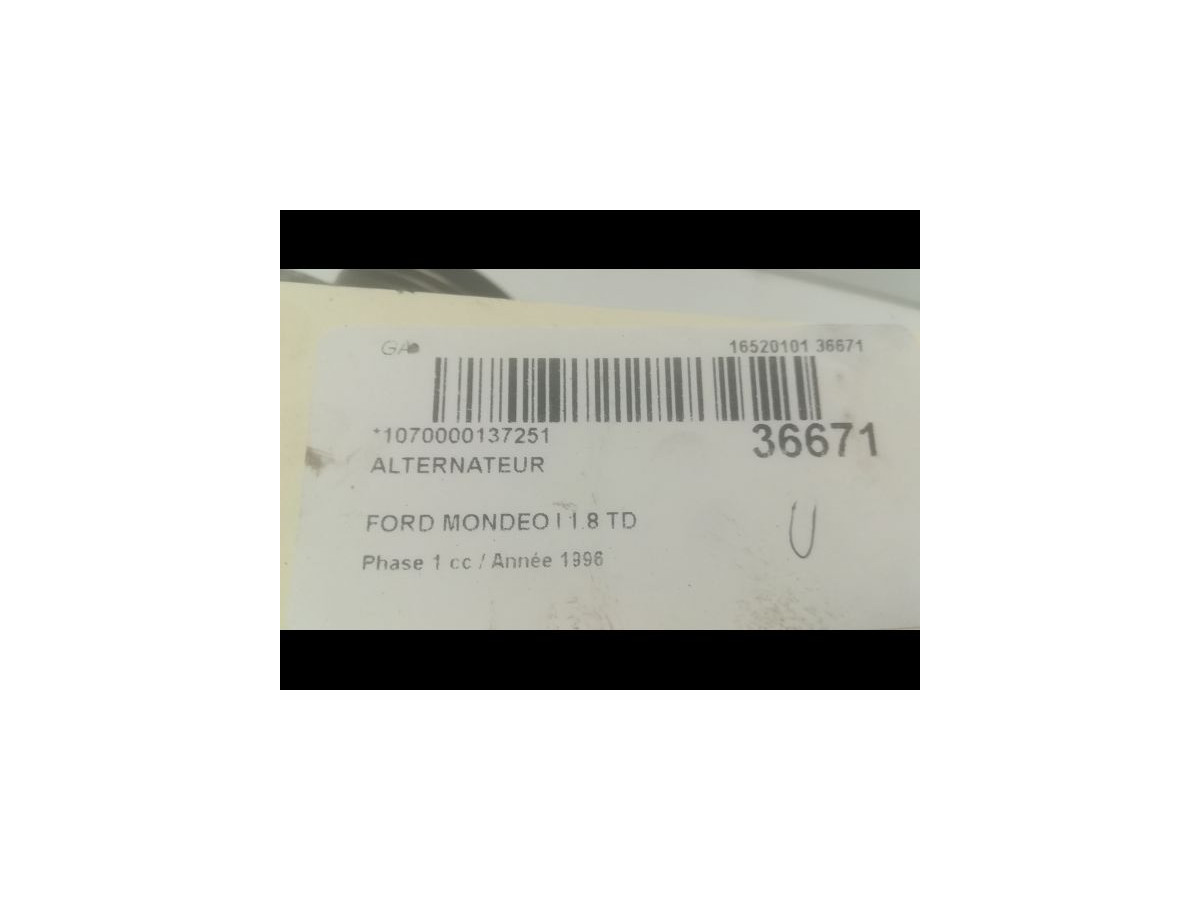 GA
16520101 36671
*1070000137251
36671
ALTERNATEUR
FORD MONDEO I 1.8 TD
U
Phase 1 cc / Année 1996